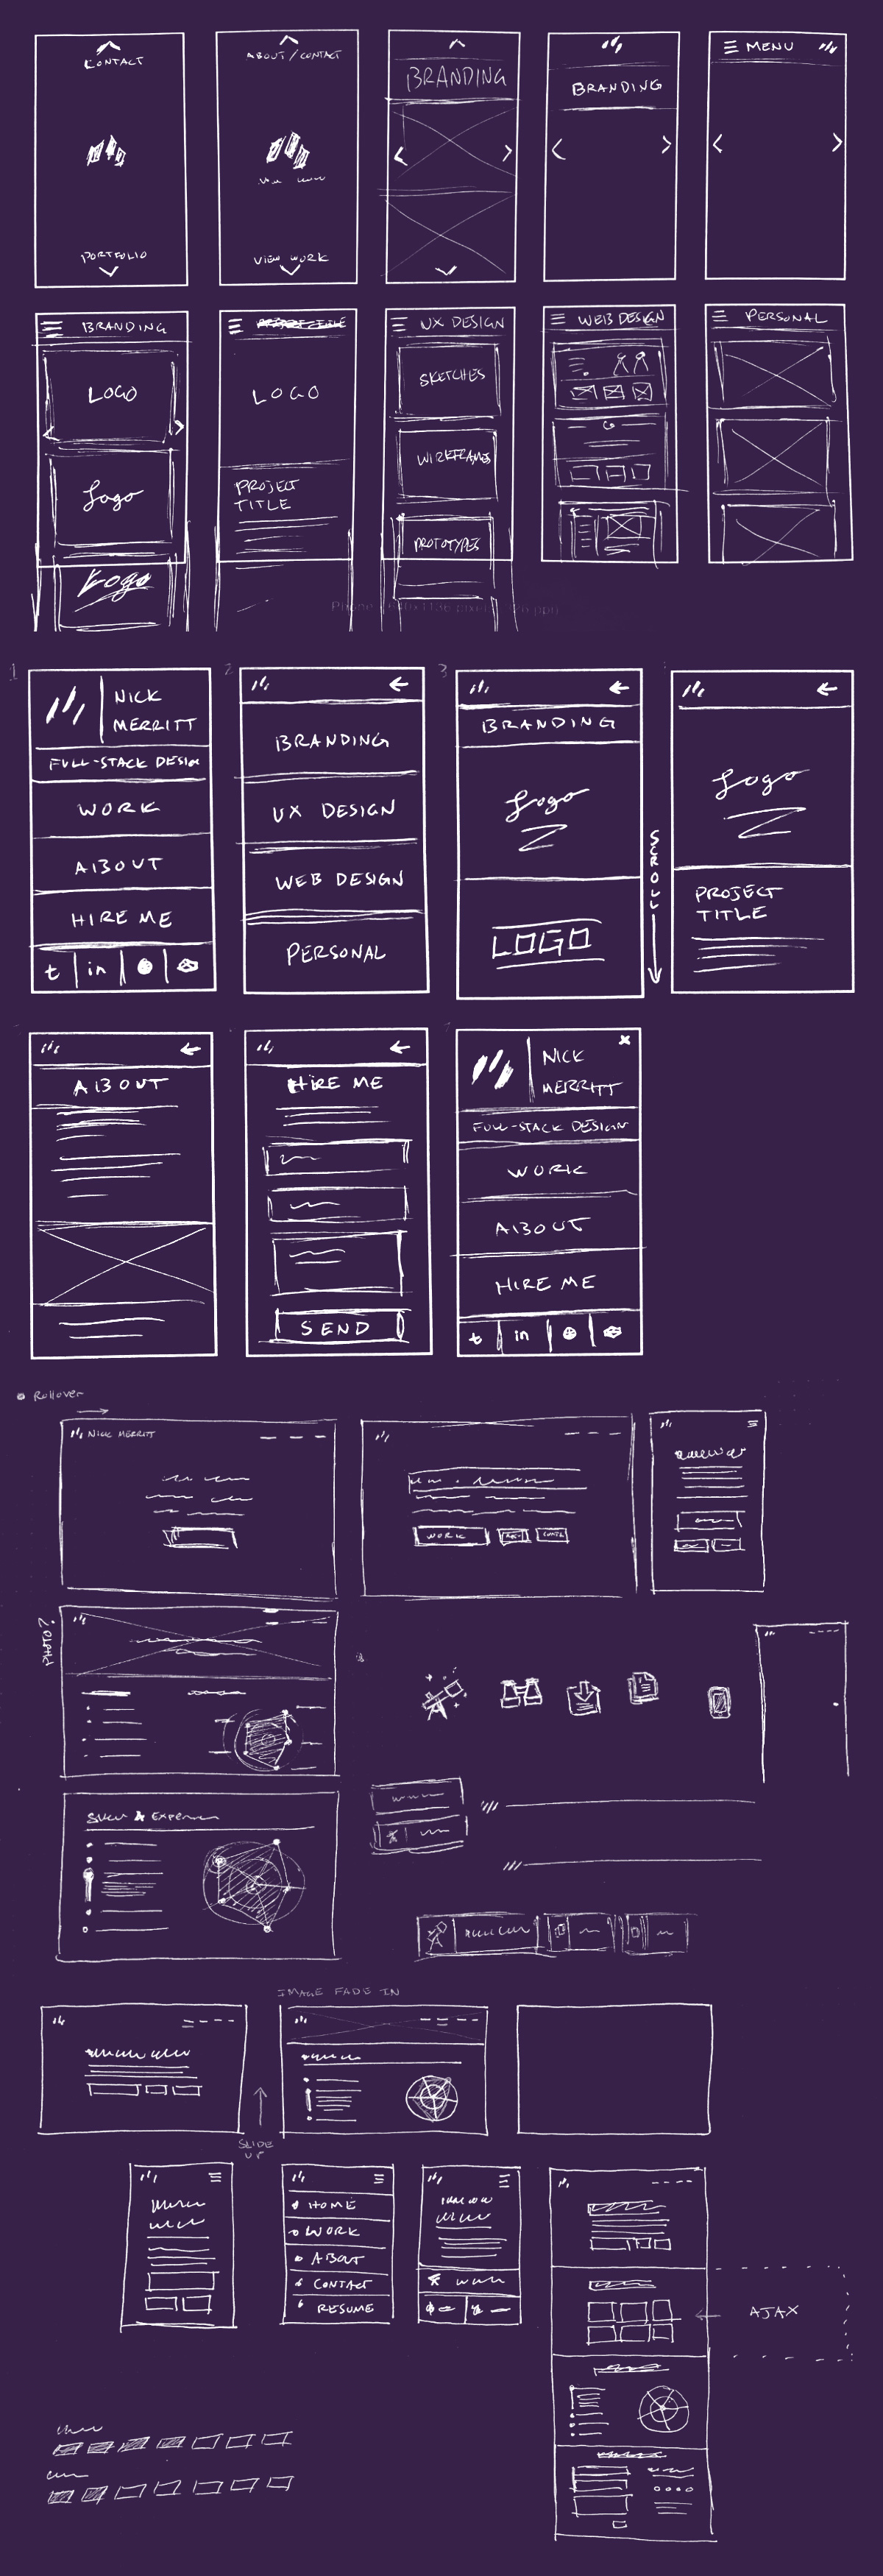 CONTACT
PORTFOLIO
ABOUT / CONTACT
VIEW WORK
BRANDING
BRANDING
MENU
BRANDING
LOGO
Logo
Logo
PROJECT TITLE
LOGO
PROJECT
TITLE
UX DESIGN
SKETCHES
WIREFRAMES
PROTOTYPES
WEB DESIGN
PERSONAL
1
NICK
MERRITT
FULL-STACK DESIGN
WORK
ABOUT
HIRE ME
t in
2
BRANDING
UX DESIGN
WEB DESIGN
PERSONAL
3
BRANDING
Logo
LOGO
SCROLL
Logo
PROJECT
TITLE
ABOUT
HIRE ME
SEND
NICK
MERRITT
FULL-STACK DESIGN
WORK
ABOUT
HIRE ME
t in
Rollover
NICK MERRITT
WORK
PHOTO?
IMAGE FADE IN
SLIDE
UP
HOME
WORK
ABOUT
CONTACT
RESUME
AJAX